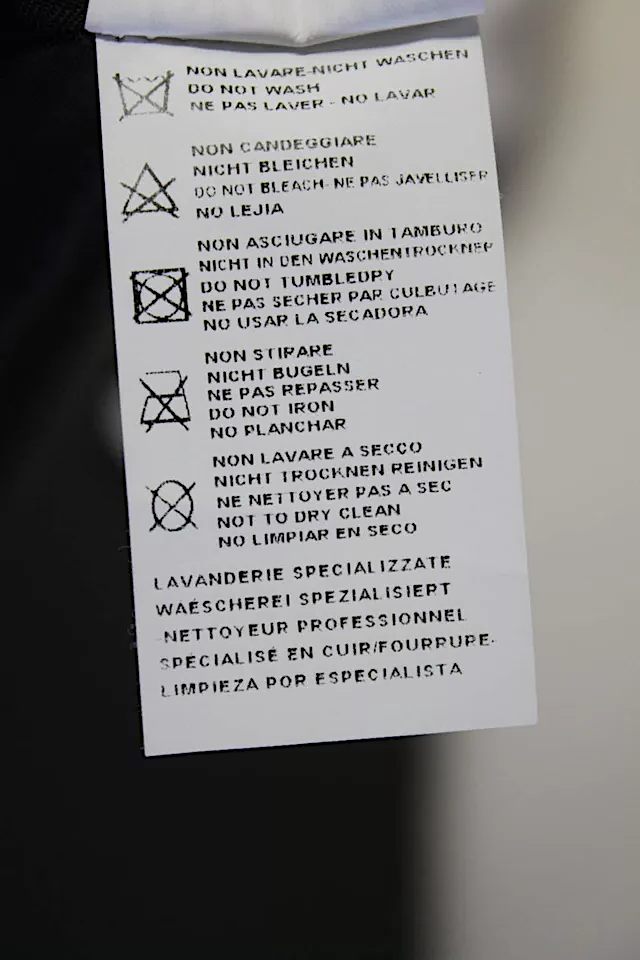 NON LAVARE-NICHT WASCHEN
DO NOT WASH
NE PAS LAVER - NO LAVAR
NON CANDEGGIARE
NICHT BLEICHEN
DO NOT BLEACH- NE PAS JAVELLISER
NO LEJIA
NON ASCIUGARE IN TAMBURO
NICHT IN DEN WASCHENTROCKNER
DO NOT TUMBLEDRY
NE PAS SECHER PAR CULBUTAGE
NO USAR LA SECADORA
NON STIRARE
NICHT BUGELN
NE PAS REPASSER
DO NOT IRON
NO PLANCHAR
NON LAVARE A SECCO
NICHT TROCKNEN REINIGEN
NE NETTOYER PAS A SEC
NOT TO DRY CLEAN
NO LIMPIAR EN SECO
LAVANDERIE SPECIALIZZATE
WAÉSCHEREI SPEZIALISIERT
-NETTOYEUR PROFESSIONNEL
SPÉCIALISÉ EN CUIR/FOURRURE-
LIMPIEZA POR ESPECIALISTA